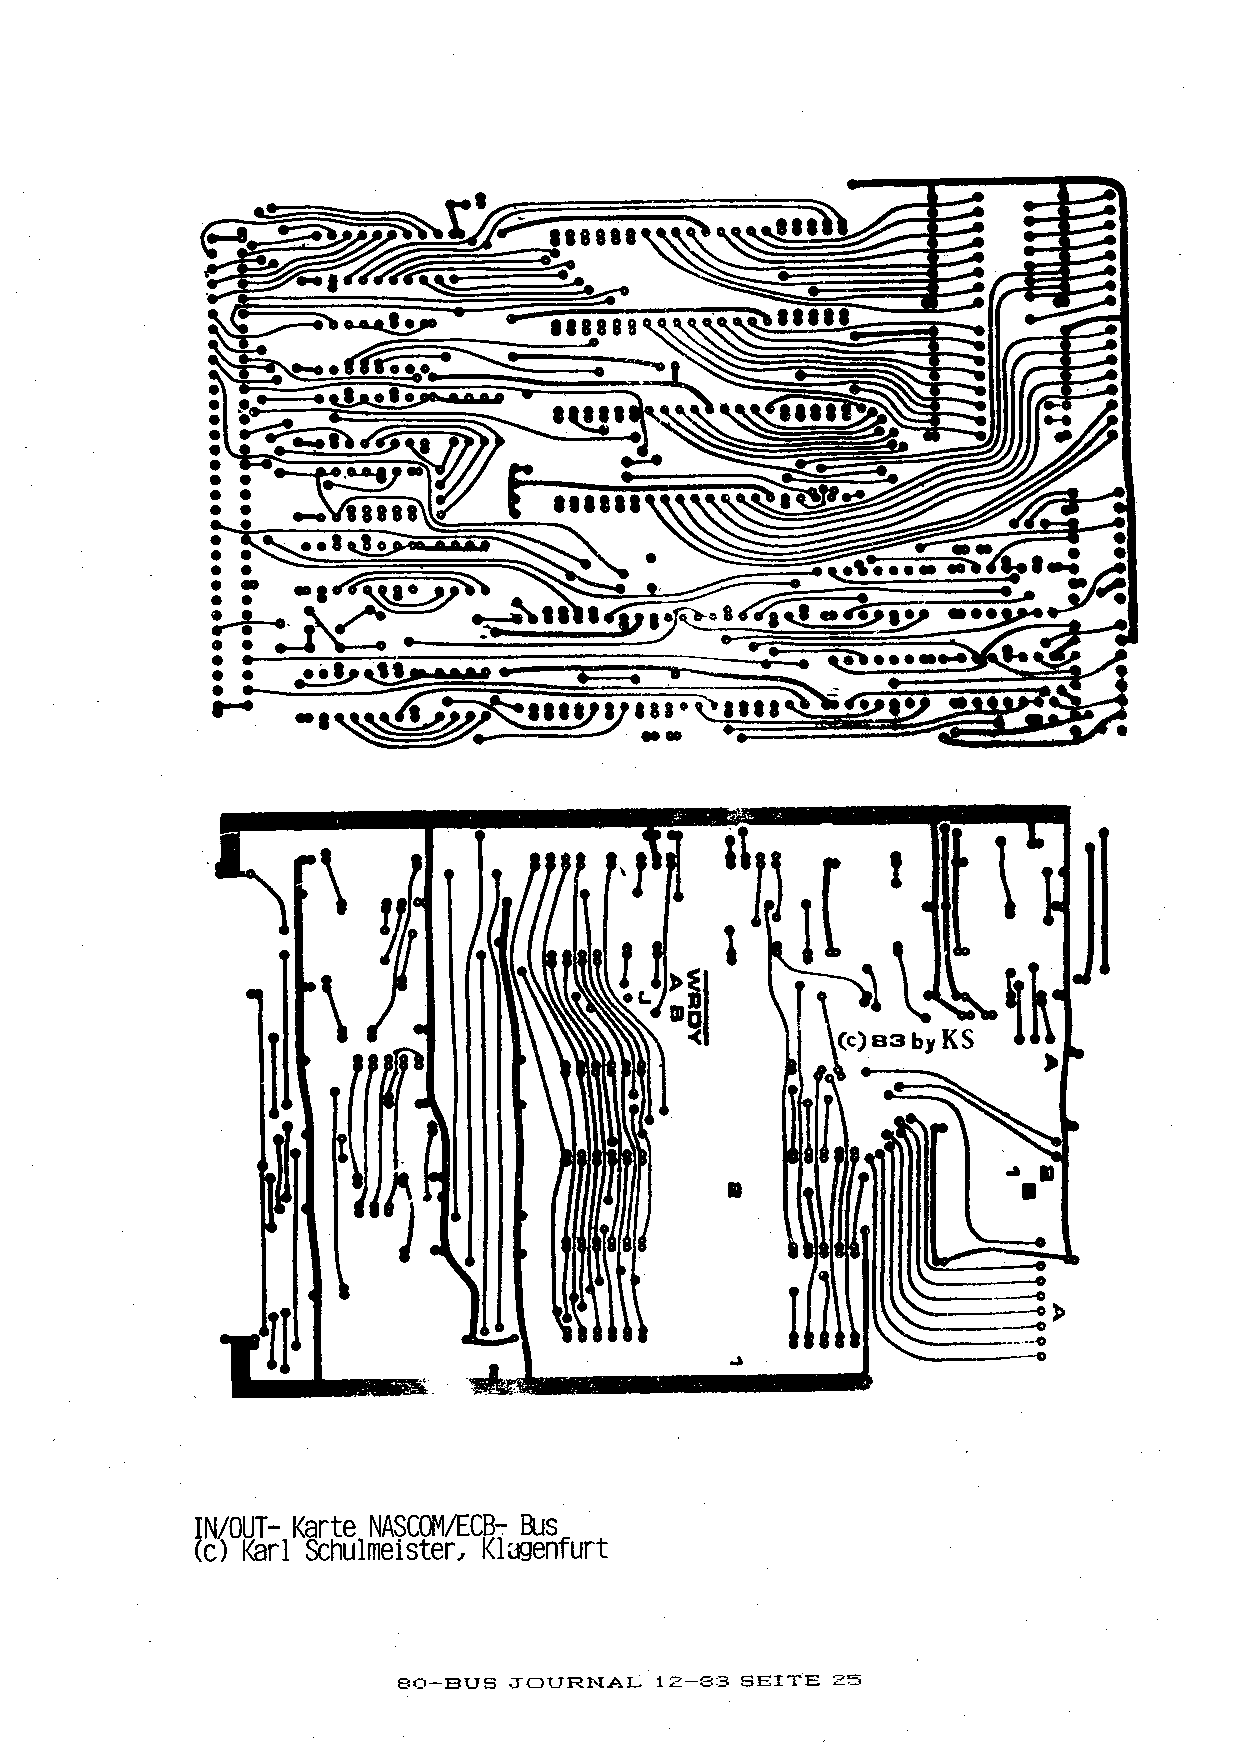 WRDY
A B
J
(c) 83 by KS
A
B
1
A
1
IN/OUT- Karte NASCOM/ECB- Bus
(c) Karl Schulmeister, Klagenfurt
80-BUS JOURNAL 12-83 SEITE 25